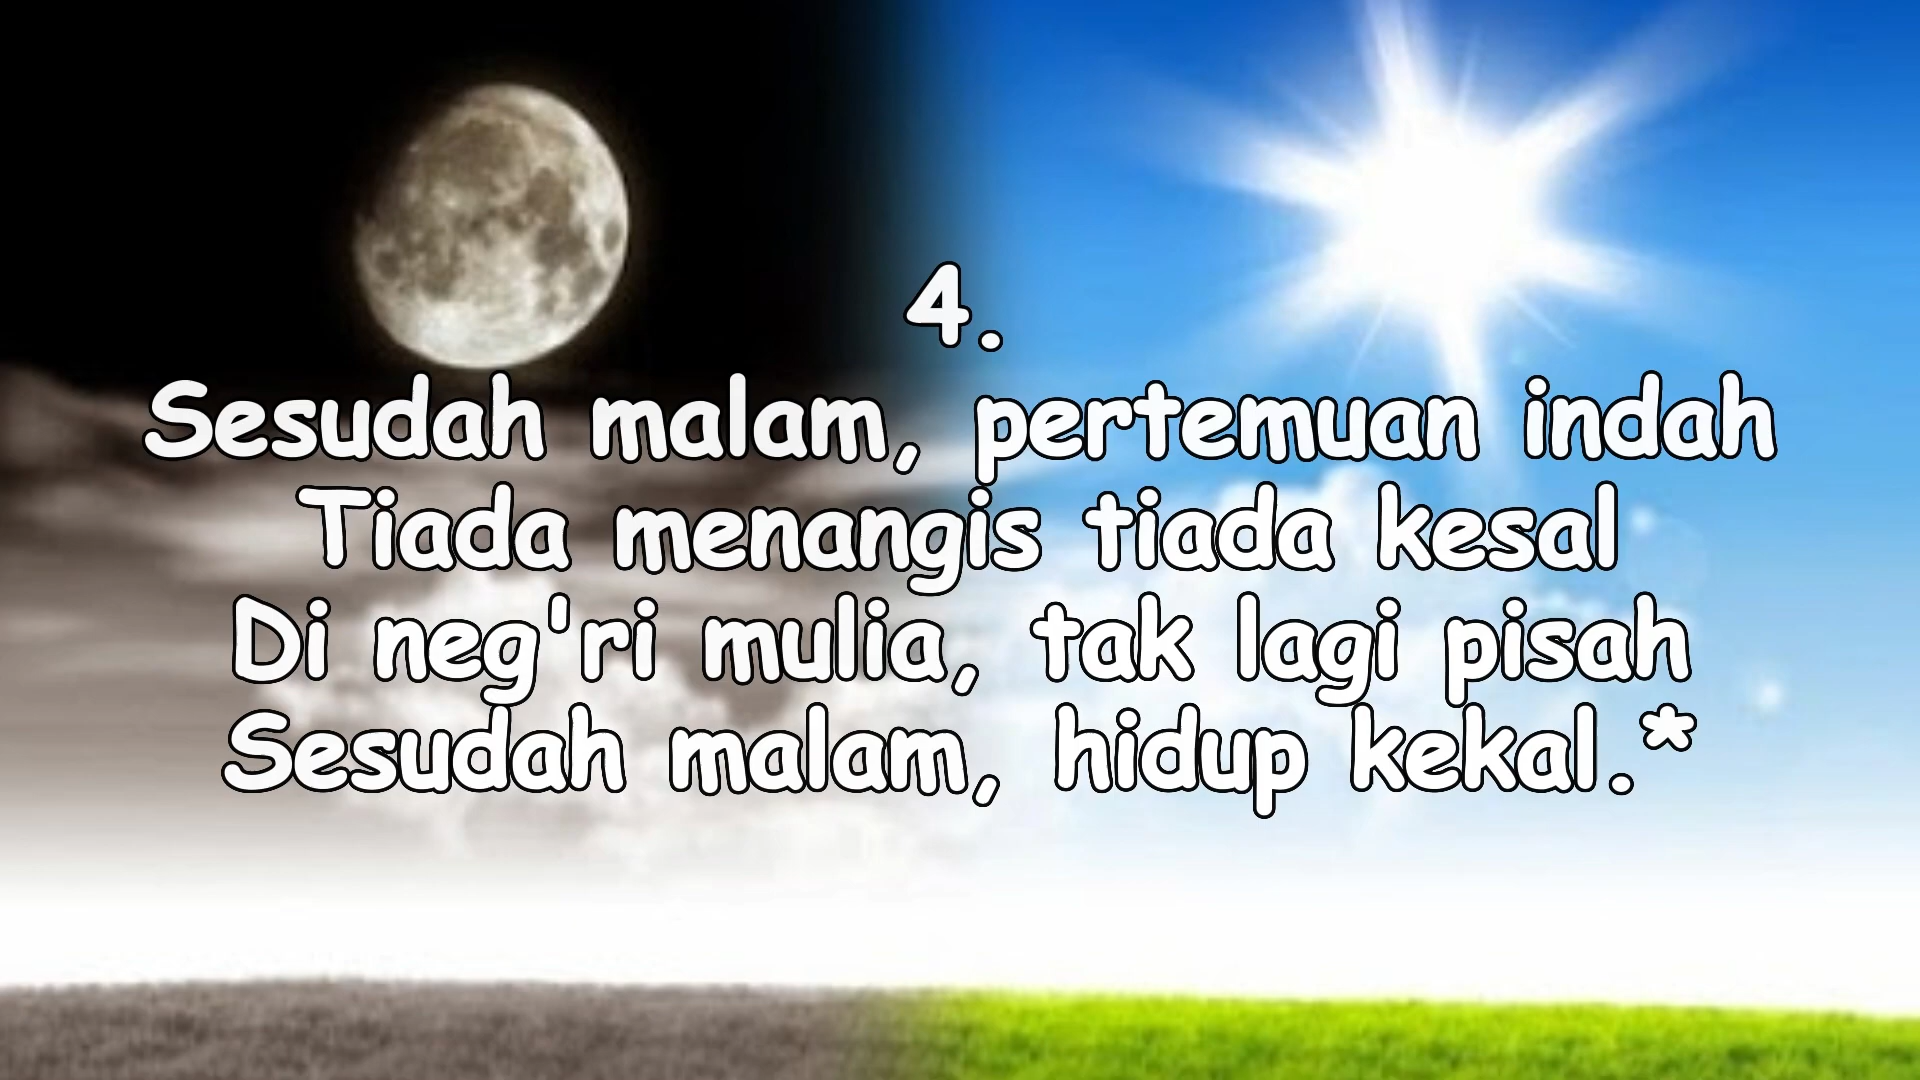 4.
Sesudah malam, pertemuan indah
Tiada menangis tiada kesal
Di neg'ri mulia, tak lagi pisah
Sesudah malam, hidup kekal.*